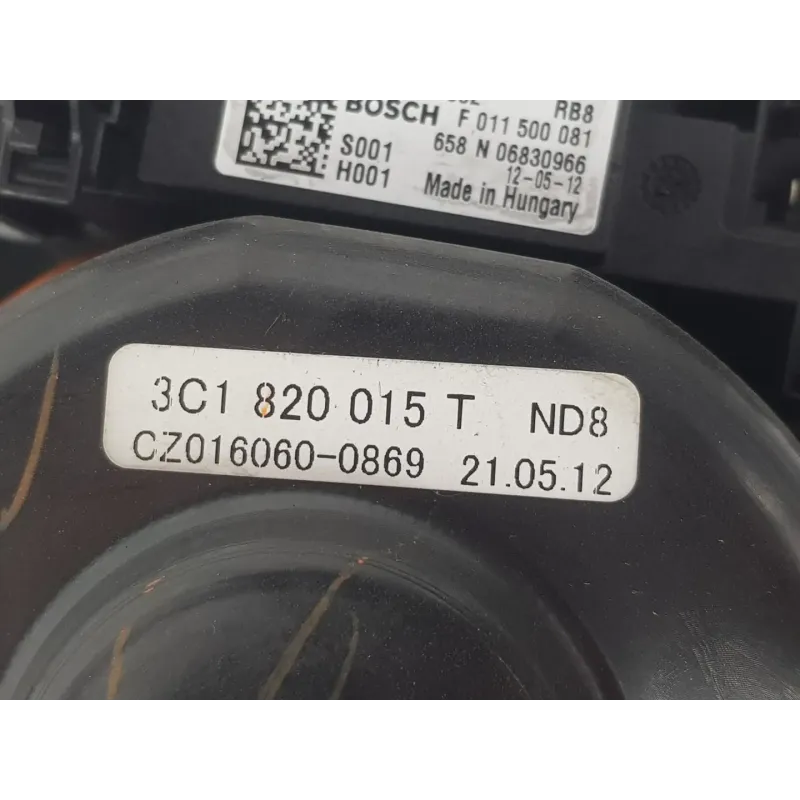 RB8
BOSCH F 011 500 081
S001 658 N 06830966
H001 12-05-12
Made in Hungary
3C1 820 015 T ND8
CZ016060-0869 21.05.12